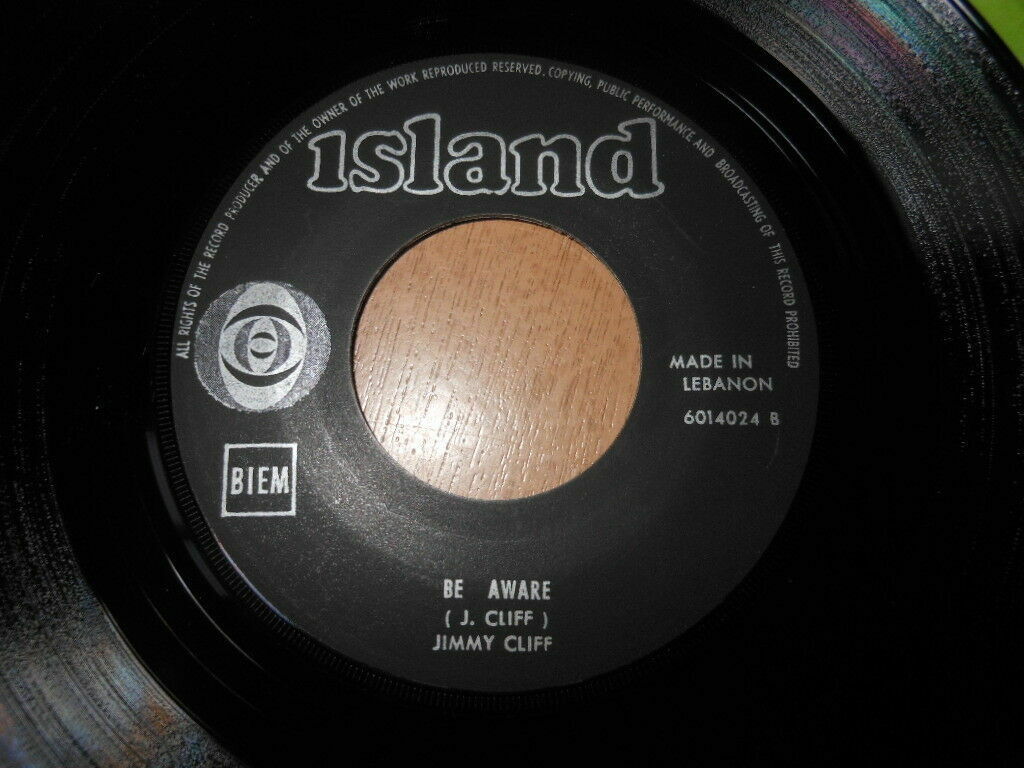 ALL RIGHTS OF THE RECORD PRODUCER AND OF THE OWNER OF THE WORK REPRODUCED RESERVED. COPYING, PUBLIC PERFORMANCE AND BROADCASTING OF THIS RECORD PROHIBITED
island
MADE IN
LEBANON
6014024 B
BIEM
BE AWARE
( J. CLIFF )
JIMMY CLIFF